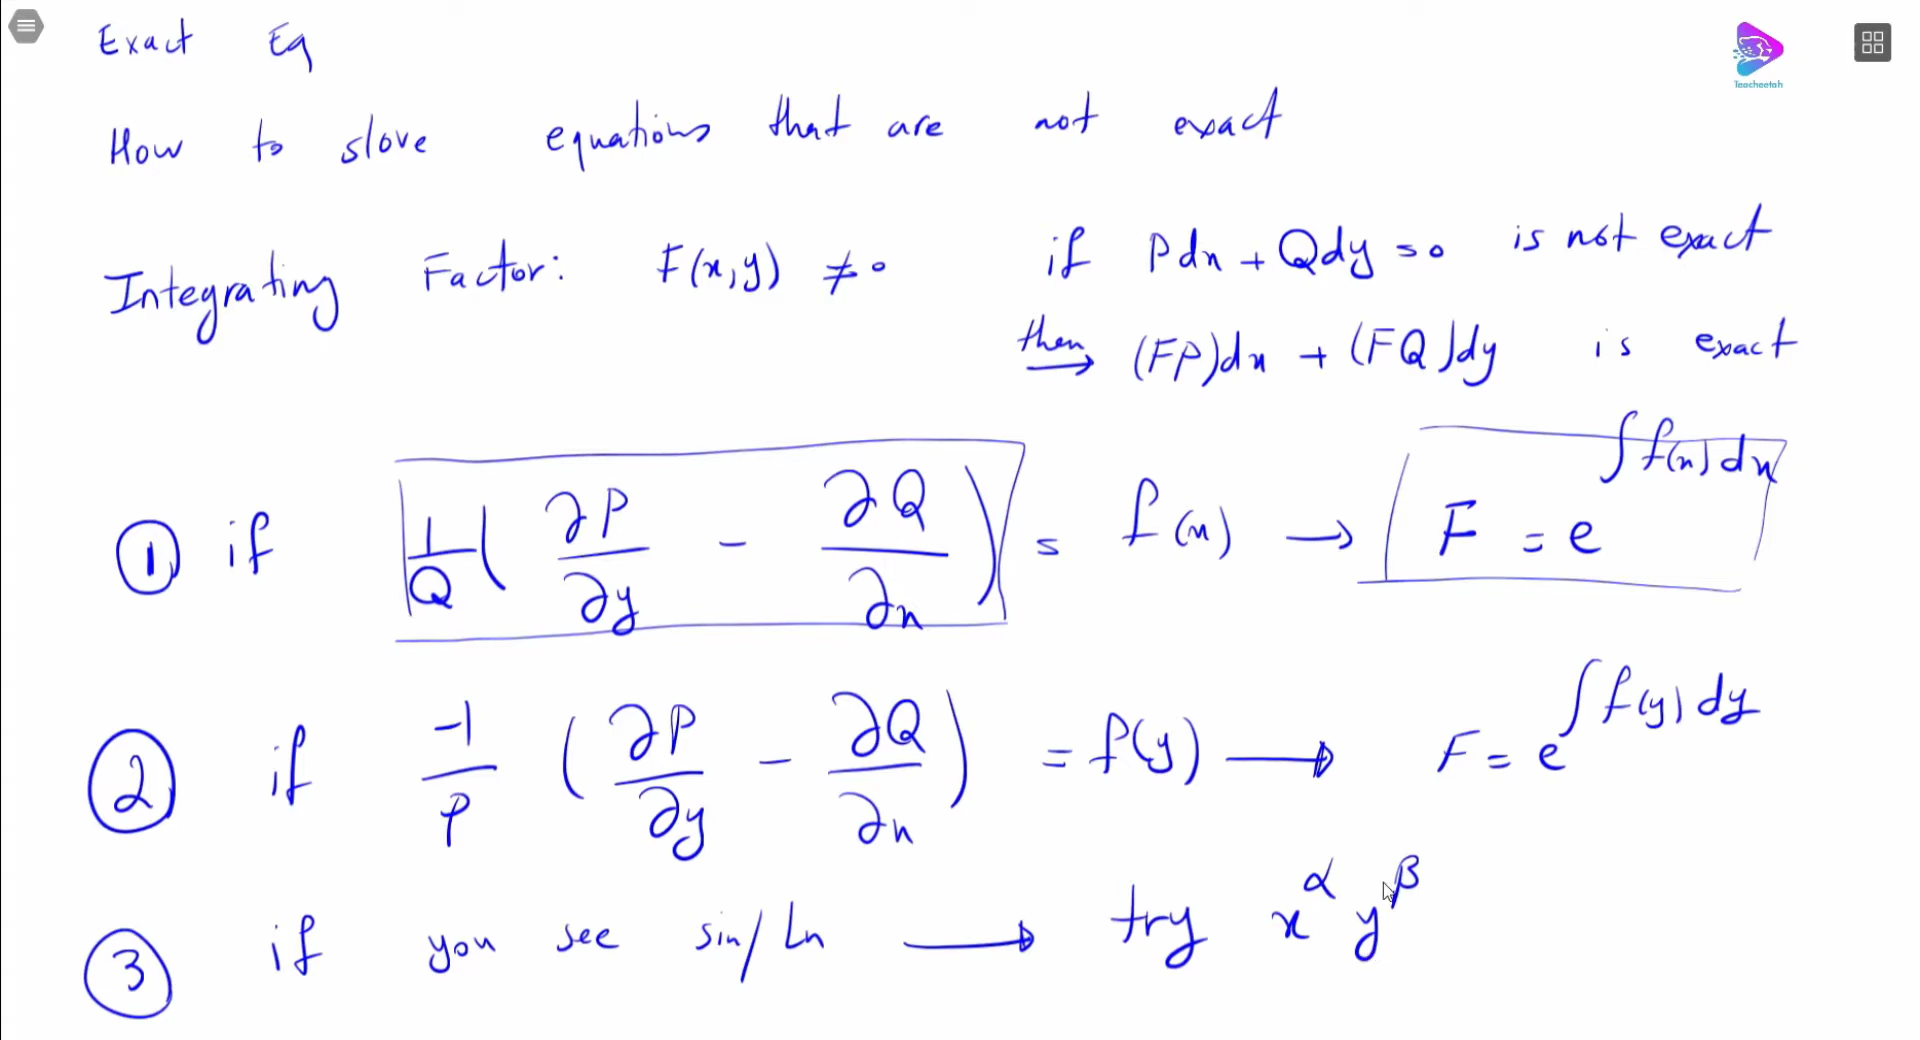 Exact Eq
Teacheetah
How to slove equations that are not exact
Integrating Factor: F(x,y) ≠ 0 if Pdx + Qdy = 0 is not exact
then → (FP)dx + (FQ)dy is exact
① if 1/Q ( ∂P/∂y - ∂Q/∂x ) = f(x) → F = e^∫f(x)dx
② if -1/P ( ∂P/∂y - ∂Q/∂x ) = f(y) → F = e^∫f(y)dy
③ if you see sin/Ln → try x^α y^β